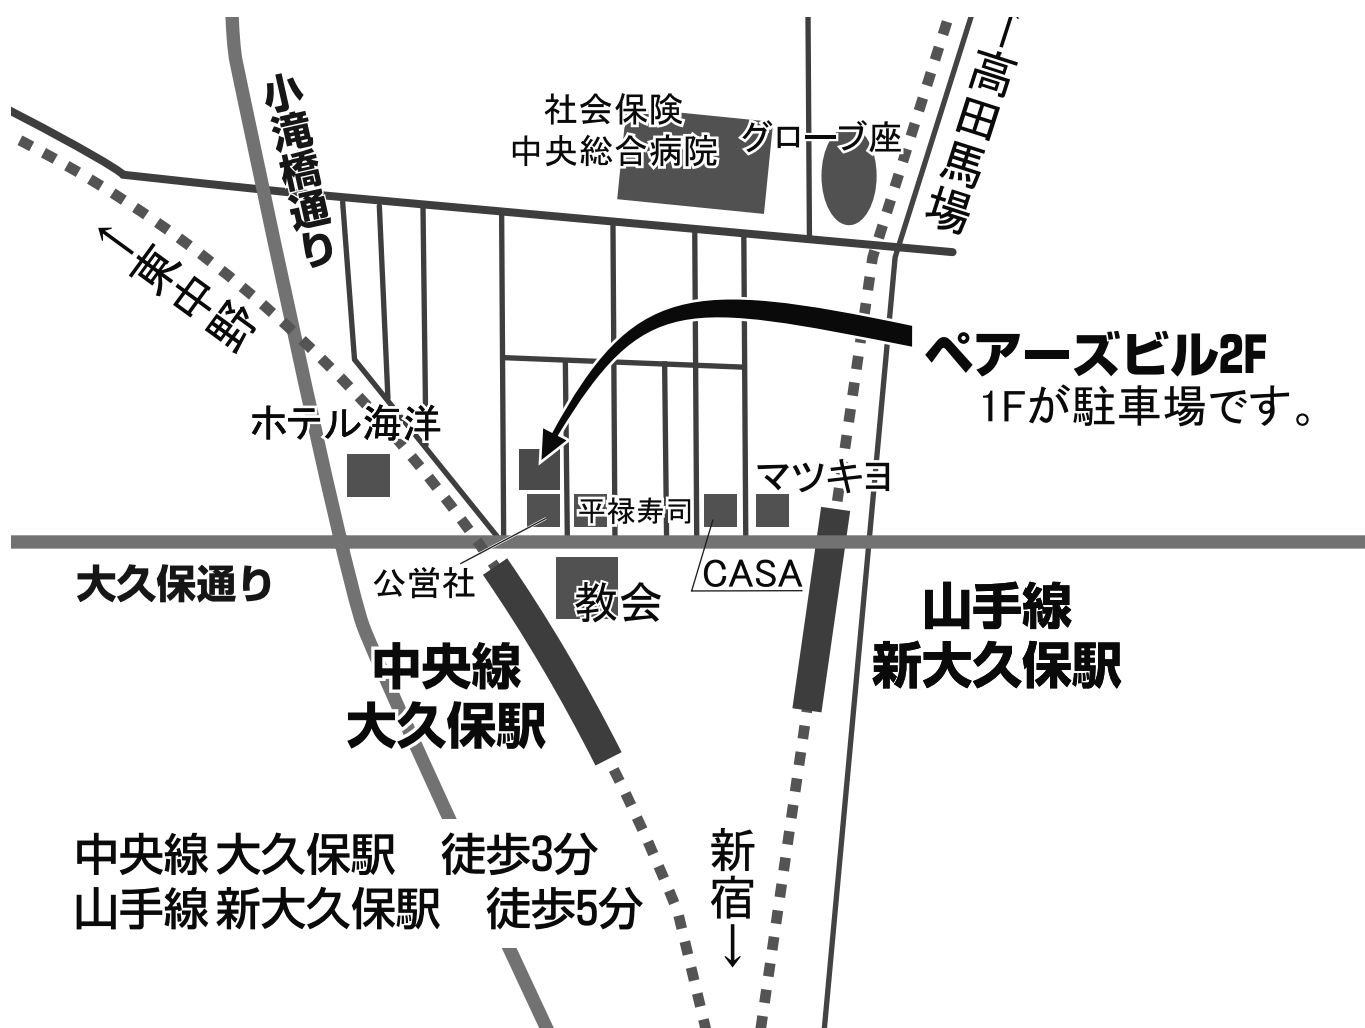 小滝橋通り
社会保険
中央総合病院
グローブ座
←高田馬場
←東中野
ペアーズビル2F
1Fが駐車場です。
ホテル海洋
マツキヨ
平禄寿司
大久保通り
公営社
教会
CASA
山手線
新大久保駅
中央線
大久保駅
中央線 大久保駅　徒歩3分
山手線 新大久保駅　徒歩5分
新宿→